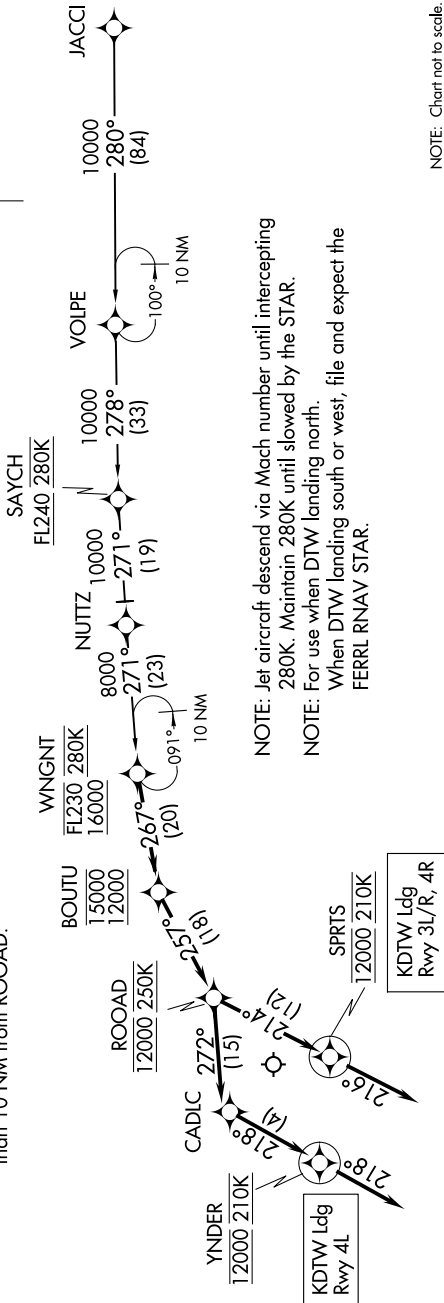 than 10 NM from ROOAD.
JACCI
10000
280°
(84)
VOLPE
100°
10 NM
10000
278°
(33)
SAYCH
FL240 280K
10000
271°
(19)
NUTTZ
8000
271°
(23)
WNGNT
FL230 280K
16000
091°
10 NM
267°
(20)
BOUTU
15000
12000
257°
(18)
ROOAD
12000 250K
272°
(15)
CADLC
218°
(4)
YNDER
12000 210K
218°
KDTW Ldg
Rwy 4L
214°
(12)
SPRTS
12000 210K
216°
KDTW Ldg
Rwy 3L/R, 4R
NOTE: Jet aircraft descend via Mach number until intercepting
280K. Maintain 280K until slowed by the STAR.
NOTE: For use when DTW landing north.
When DTW landing south or west, file and expect the
FERRL RNAV STAR.
NOTE: Chart not to scale.